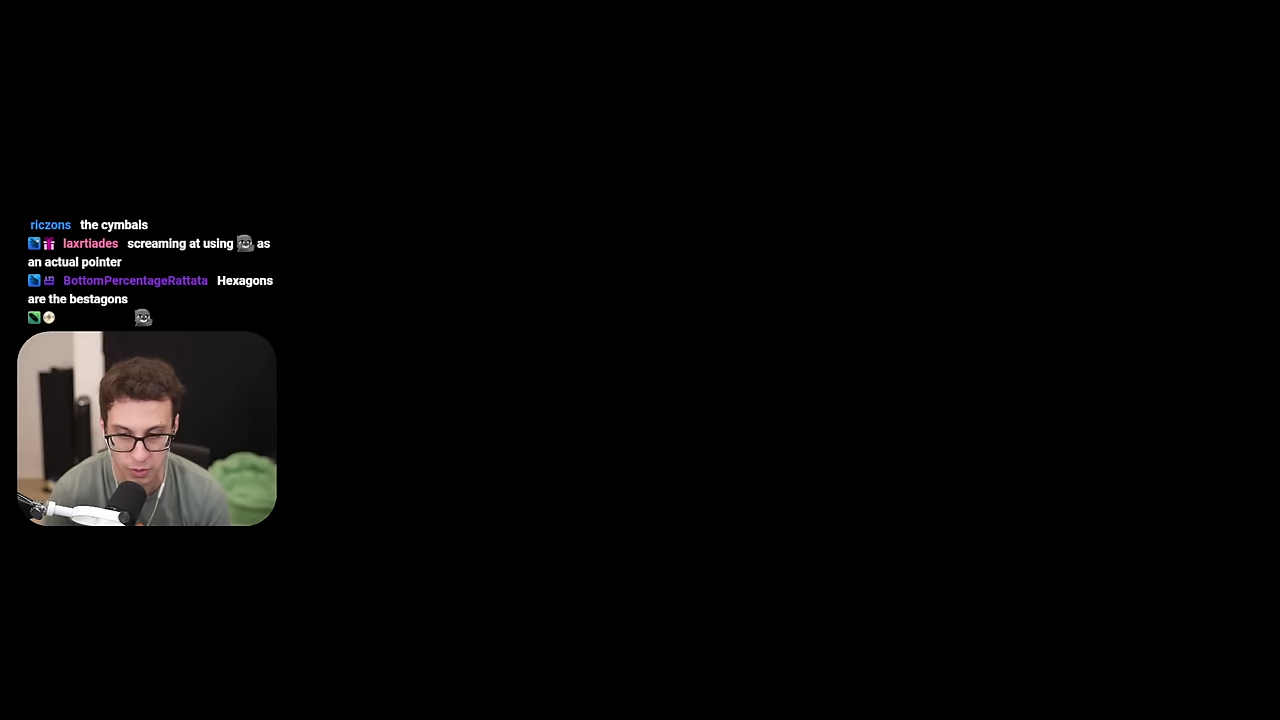 riczons the cymbals
laxrtiades screaming at using as
an actual pointer
BottomPercentageRattata Hexagons
are the bestagons